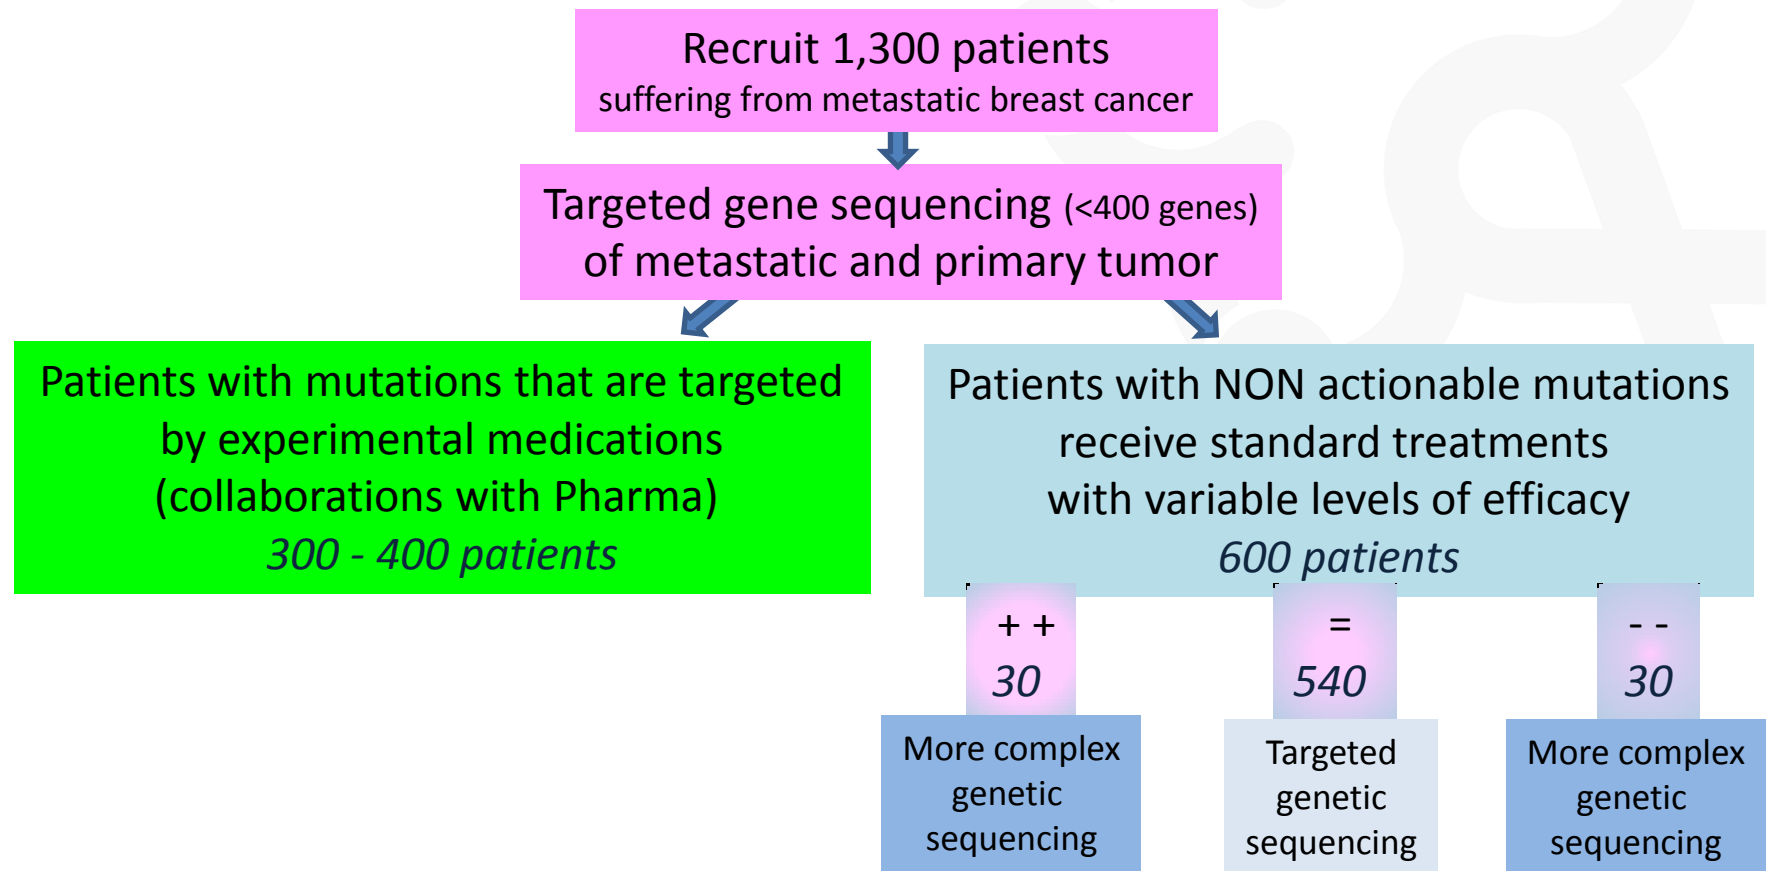 Recruit 1,300 patients
suffering from metastatic breast cancer
Targeted gene sequencing (<400 genes)
of metastatic and primary tumor
Patients with mutations that are targeted
by experimental medications
(collaborations with Pharma)
300 - 400 patients
Patients with NON actionable mutations
receive standard treatments
with variable levels of efficacy
600 patients
+ +
30
=
540
- -
30
More complex
genetic
sequencing
Targeted
genetic
sequencing
More complex
genetic
sequencing